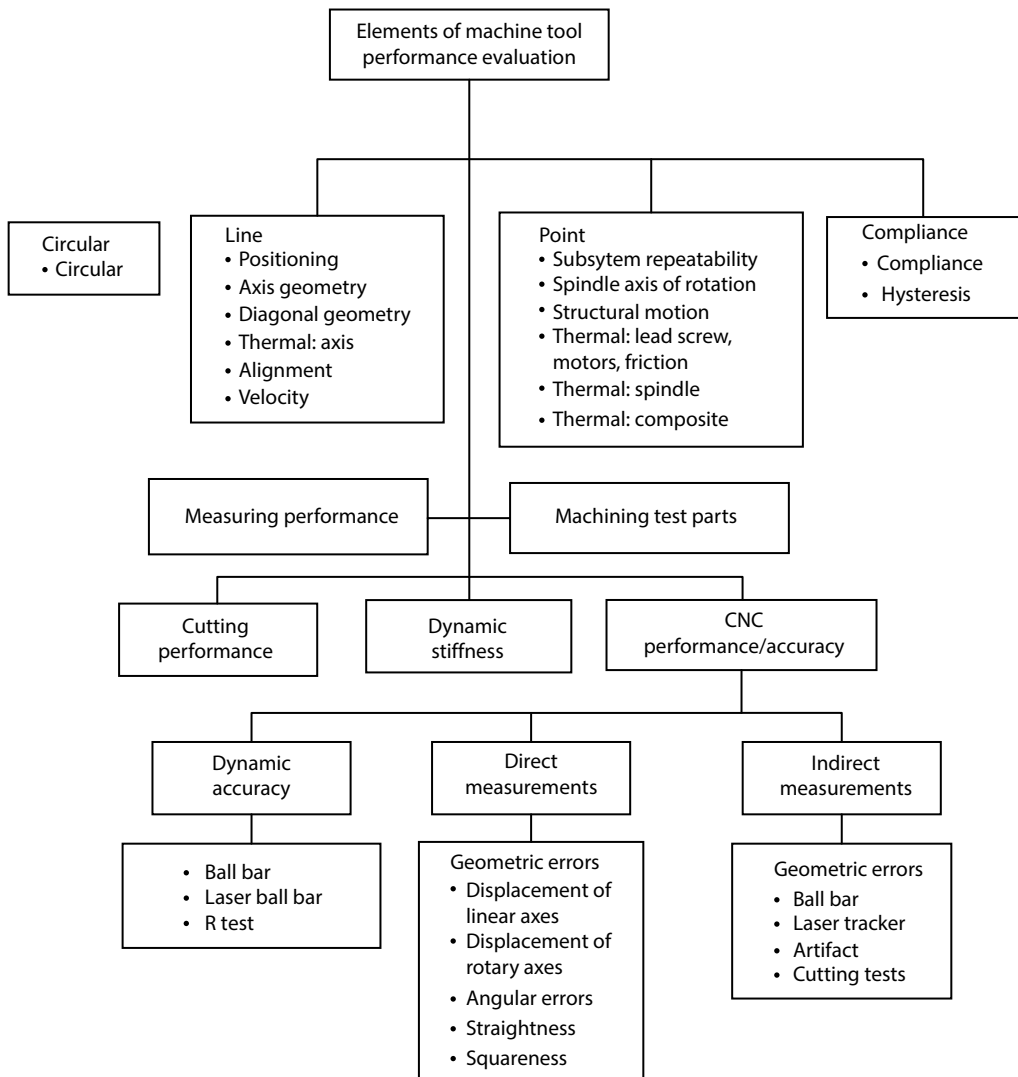 Elements of machine tool
performance evaluation
Circular
• Circular
Line
• Positioning
• Axis geometry
• Diagonal geometry
• Thermal: axis
• Alignment
• Velocity
Point
• Subsytem repeatability
• Spindle axis of rotation
• Structural motion
• Thermal: lead screw,
motors, friction
• Thermal: spindle
• Thermal: composite
Compliance
• Compliance
• Hysteresis
Measuring performance
Machining test parts
Cutting
performance
Dynamic
stiffness
CNC
performance/accuracy
Dynamic
accuracy
Direct
measurements
Indirect
measurements
• Ball bar
• Laser ball bar
• R test
Geometric errors
• Displacement of
linear axes
• Displacement of
rotary axes
• Angular errors
• Straightness
• Squareness
Geometric errors
• Ball bar
• Laser tracker
• Artifact
• Cutting tests